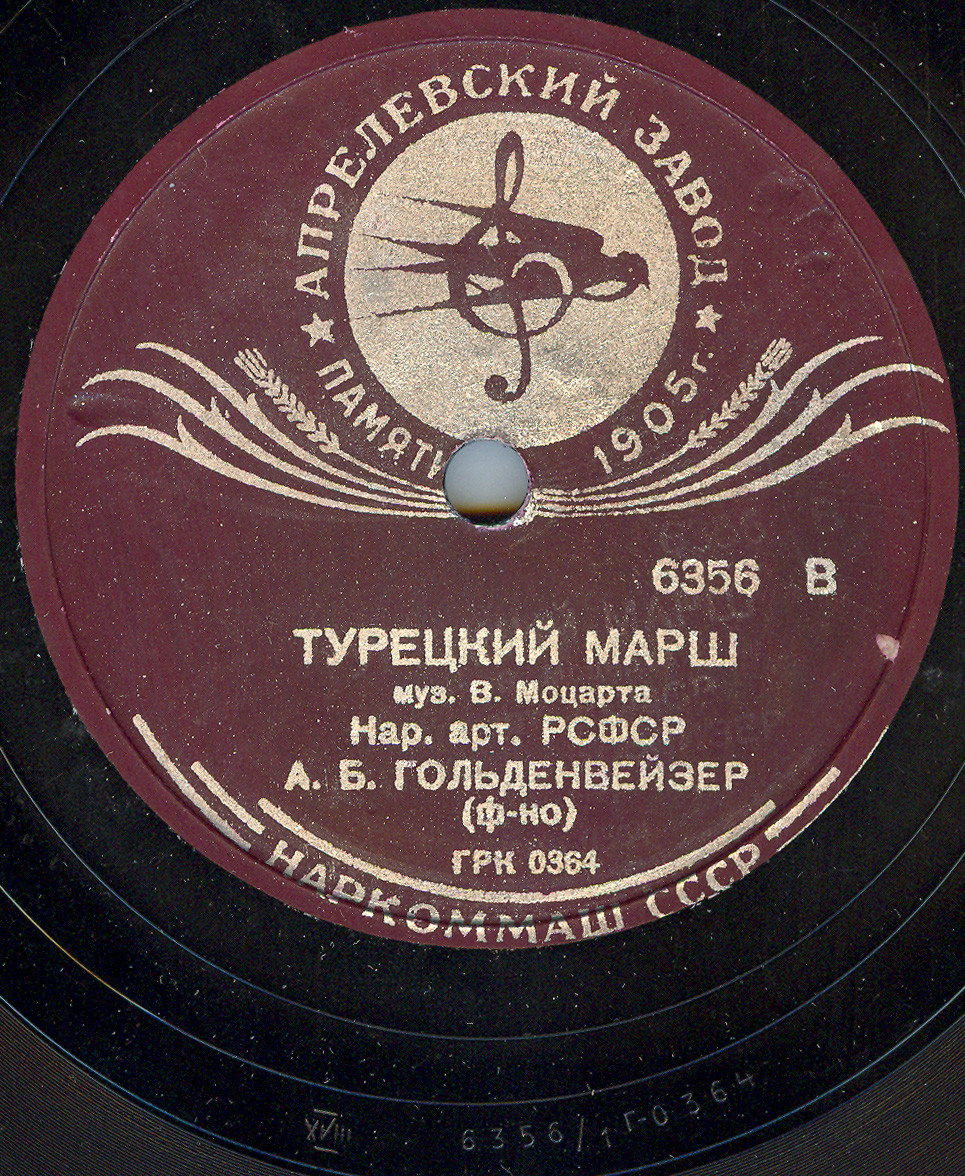 АПРЕЛЕВСКИЙ ЗАВОД
ПАМЯТИ 1905 г.
6356 В
ТУРЕЦКИЙ МАРШ
муз. В. Моцарта
Нар. арт. РСФСР
А. Б. ГОЛЬДЕНВЕЙЗЕР
(ф-но)
ГРК 0364
НАРКОММАШ СССР
XVIII 6356/1 Г-0364